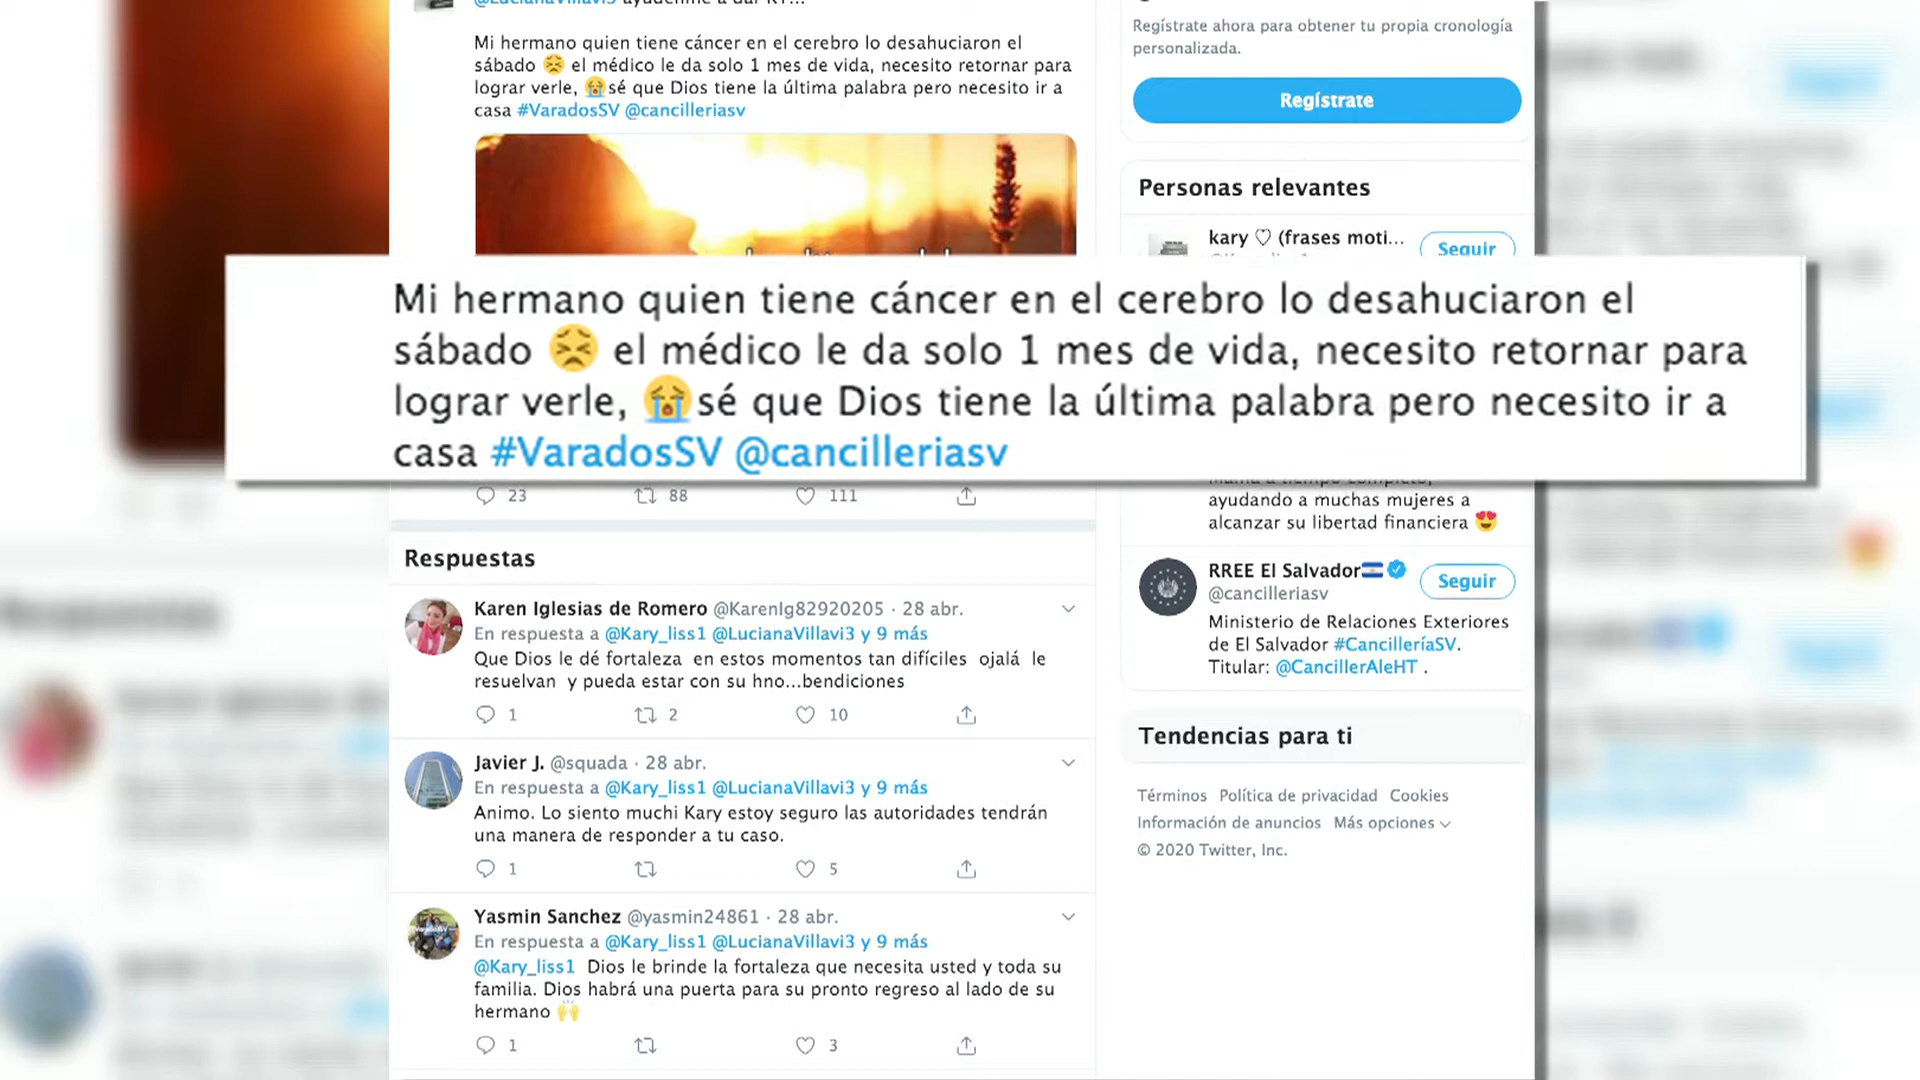 Mi hermano quien tiene cáncer en el cerebro lo desahuciaron el
sábado 😣 el médico le da solo 1 mes de vida, necesito retornar para
lograr verle, 😭sé que Dios tiene la última palabra pero necesito ir a
casa #VaradosSV @cancilleriasv
Mi hermano quien tiene cáncer en el cerebro lo desahuciaron el
sábado 😣 el médico le da solo 1 mes de vida, necesito retornar para
lograr verle, 😭sé que Dios tiene la última palabra pero necesito ir a
casa #VaradosSV @cancilleriasv
23 88 111
Respuestas
Karen Iglesias de Romero @KarenIg82920205 · 28 abr.
En respuesta a @Kary_liss1 @LucianaVillavi3 y 9 más
Que Dios le dé fortaleza en estos momentos tan difíciles ojalá le
resuelvan y pueda estar con su hno...bendiciones
1 2 10
Javier J. @squada · 28 abr.
En respuesta a @Kary_liss1 @LucianaVillavi3 y 9 más
Animo. Lo siento muchi Kary estoy seguro las autoridades tendrán
una manera de responder a tu caso.
1 5
Yasmin Sanchez @yasmin24861 · 28 abr.
En respuesta a @Kary_liss1 @LucianaVillavi3 y 9 más
@Kary_liss1 Dios le brinde la fortaleza que necesita usted y toda su
familia. Dios habrá una puerta para su pronto regreso al lado de su
hermano 🙌
1 3
Regístrate ahora para obtener tu propia cronología
personalizada.
Regístrate
Personas relevantes
kary ♡ (frases moti...
Seguir
ayudando a muchas mujeres a
alcanzar su libertad financiera 😍
RREE El Salvador🇸🇻
Seguir
@cancilleriasv
Ministerio de Relaciones Exteriores
de El Salvador #CancilleríaSV.
Titular: @CancillerAleHT .
Tendencias para ti
Términos Política de privacidad Cookies
Información de anuncios Más opciones
© 2020 Twitter, Inc.